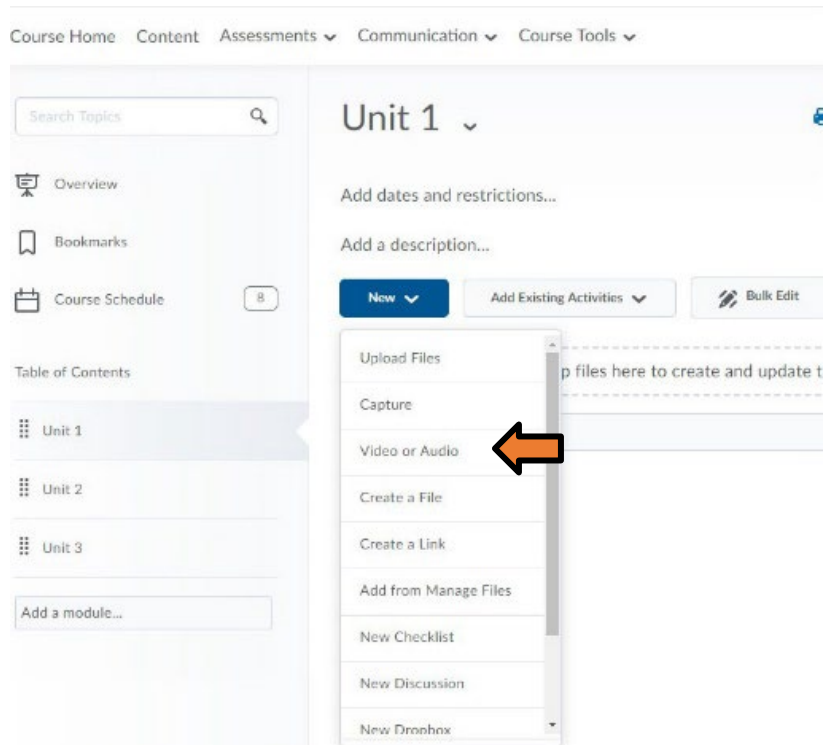 Course Home Content Assessments Communication Course Tools
Search Topics
Overview
Bookmarks
Course Schedule 8
Table of Contents
Unit 1
Unit 2
Unit 3
Add a module...
Unit 1
Add dates and restrictions...
Add a description...
New Add Existing Activities Bulk Edit
p files here to create and update t
Upload Files
Capture
Video or Audio
Create a File
Create a Link
Add from Manage Files
New Checklist
New Discussion
New Dropbox